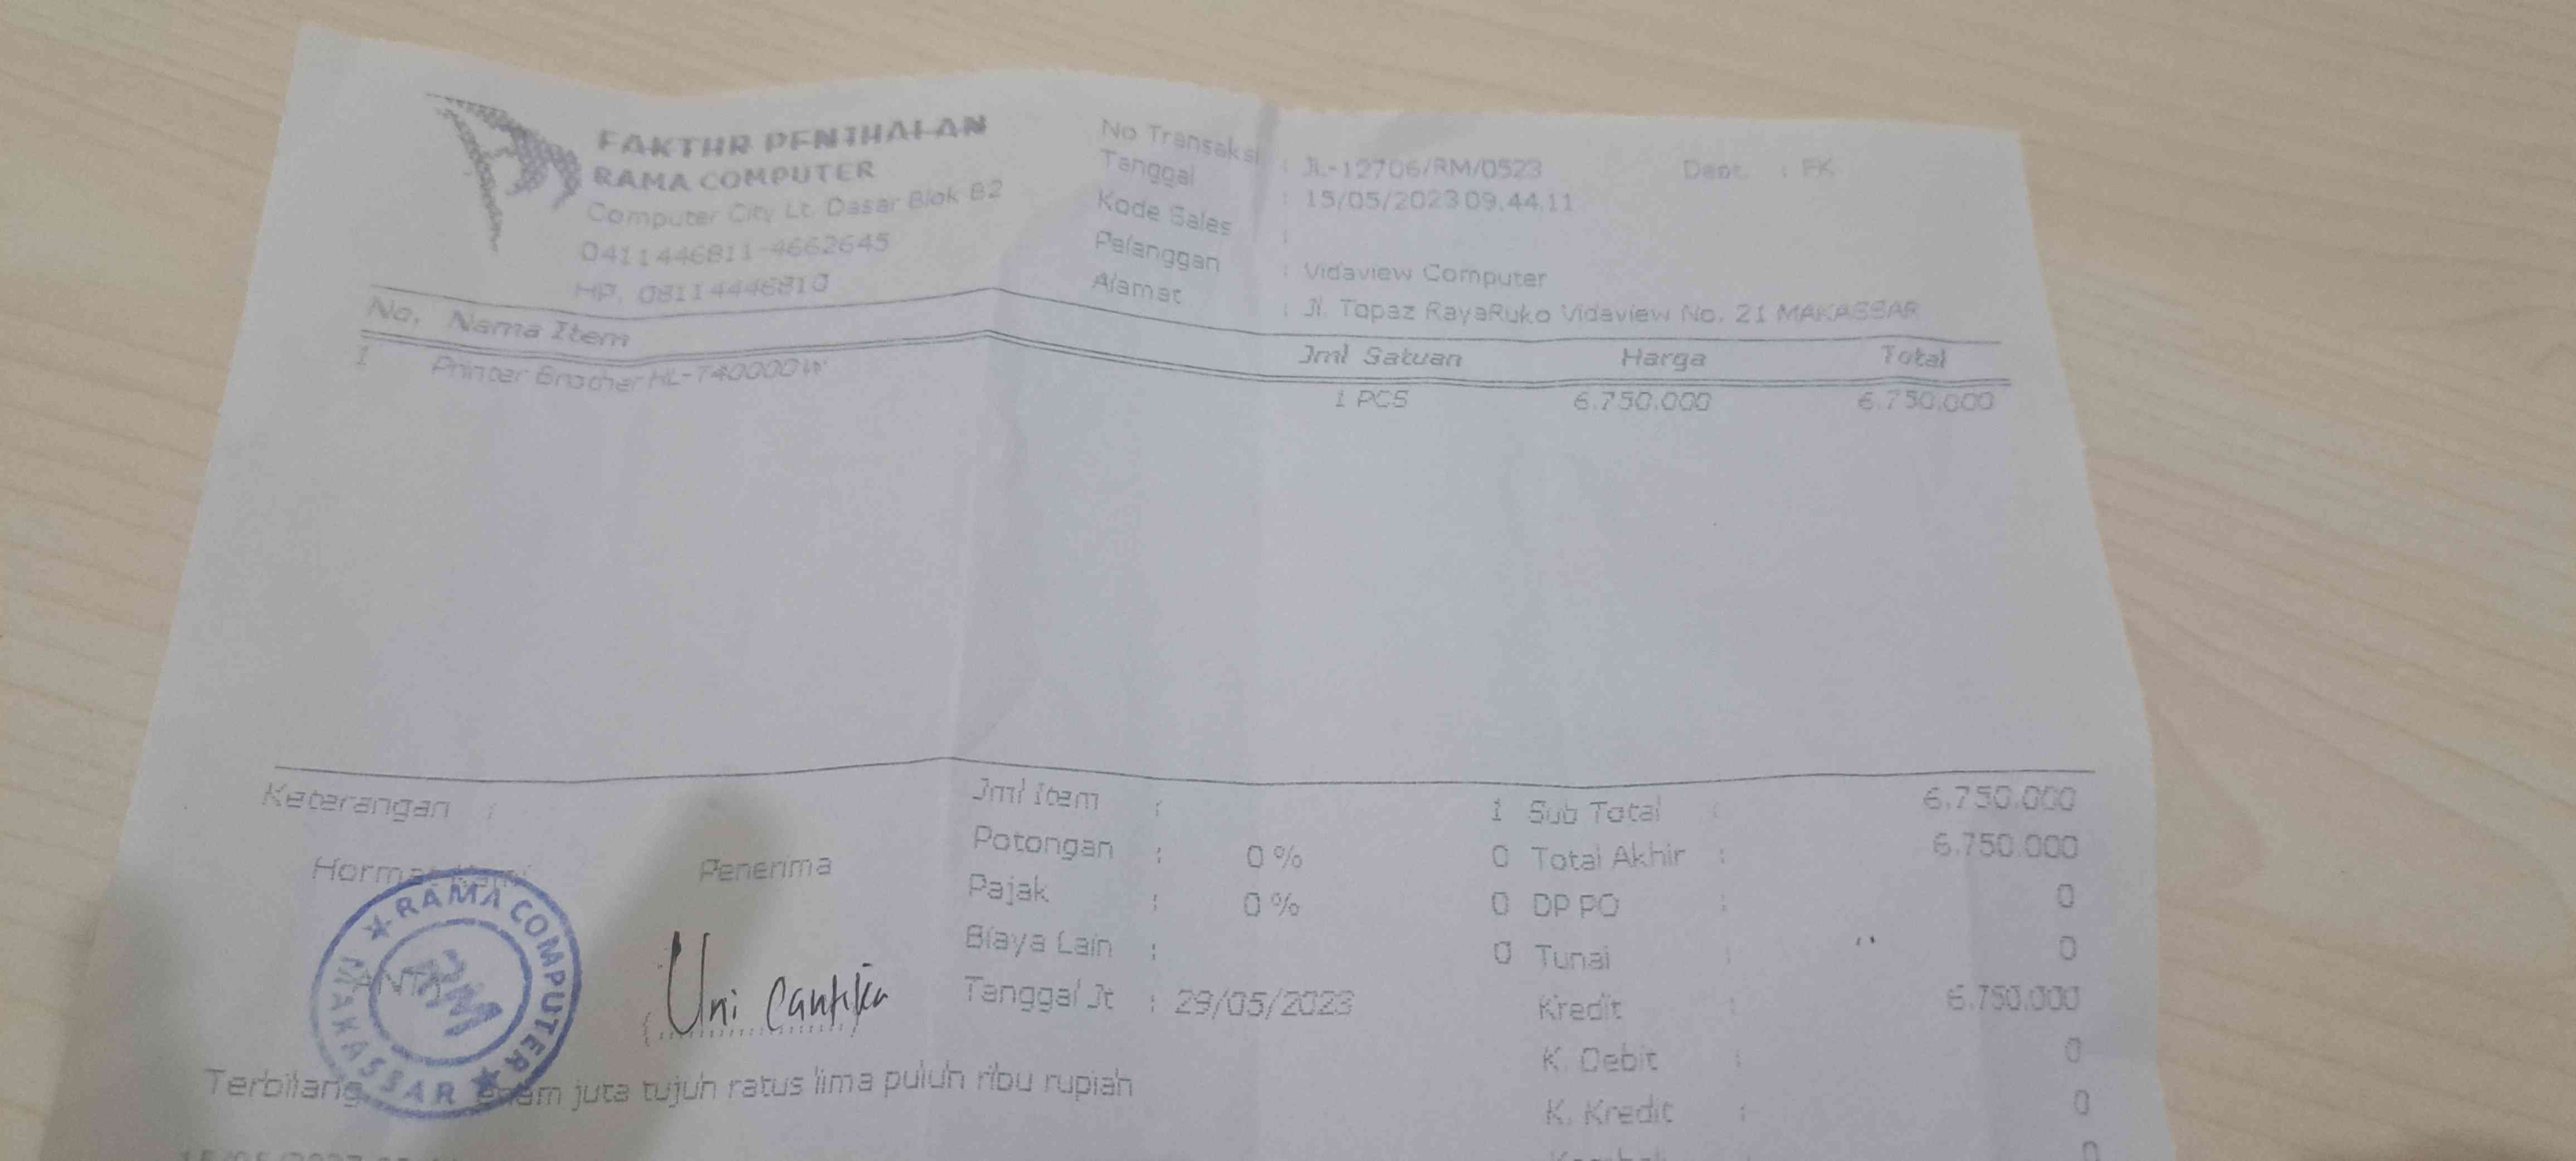 FAKTUR PENJUALAN
RAMA COMPUTER
Computer City Lt. Dasar Blok B2
0411446811-4662645
HP. 08114446810
No Transaksi : JL-12706/RM/0523 Dept. : FK
Tanggal : 15/05/2023 09.44.11
Kode Sales :
Pelanggan : Vidaview Computer
Alamat : Jl. Topaz RayaRuko Vidaview No. 21 MAKASSAR
No. Nama Item Jml Satuan Harga Total
1 Printer Brother HL-T4000DW 1 PCS 6.750.000 6.750.000
Keterangan :
Hormat Kami
Penerima
RAMA COMPUTER
MAKASSAR
RM
Uni Cantika
Jml Item : 1 Sub Total : 6.750.000
Potongan : 0 % 0 Total Akhir : 6.750.000
Pajak : 0 % 0 DP PO : 0
Biaya Lain : 0 Tunai : 0
Tanggal Jt : 29/05/2023 Kredit : 6.750.000
K. Debit : 0
K. Kredit : 0
Terbilang enam juta tujuh ratus lima puluh ribu rupiah